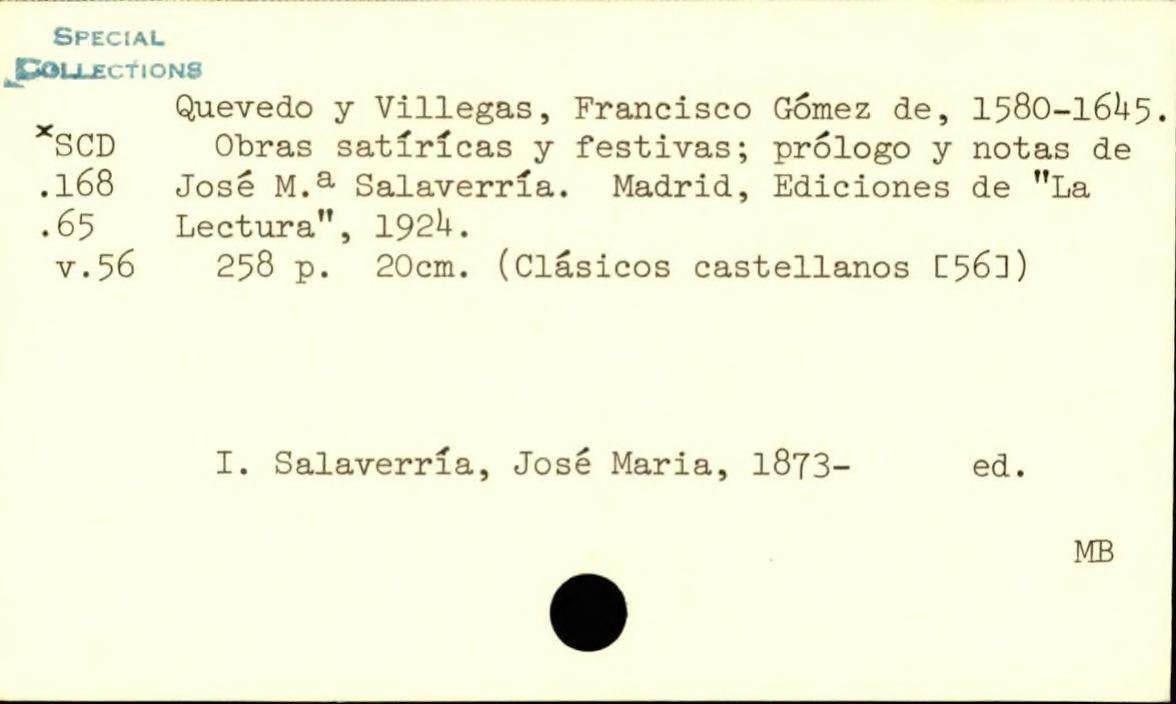 SPECIAL
COLLECTIONS
Quevedo y Villegas, Francisco Gómez de, 1580-1645.
xSCD Obras satíricas y festivas; prólogo y notas de
.168 José M.ª Salaverría. Madrid, Ediciones de "La
.65 Lectura", 1924.
v.56 258 p. 20cm. (Clásicos castellanos [56])
I. Salaverría, José Maria, 1873- ed.
MB